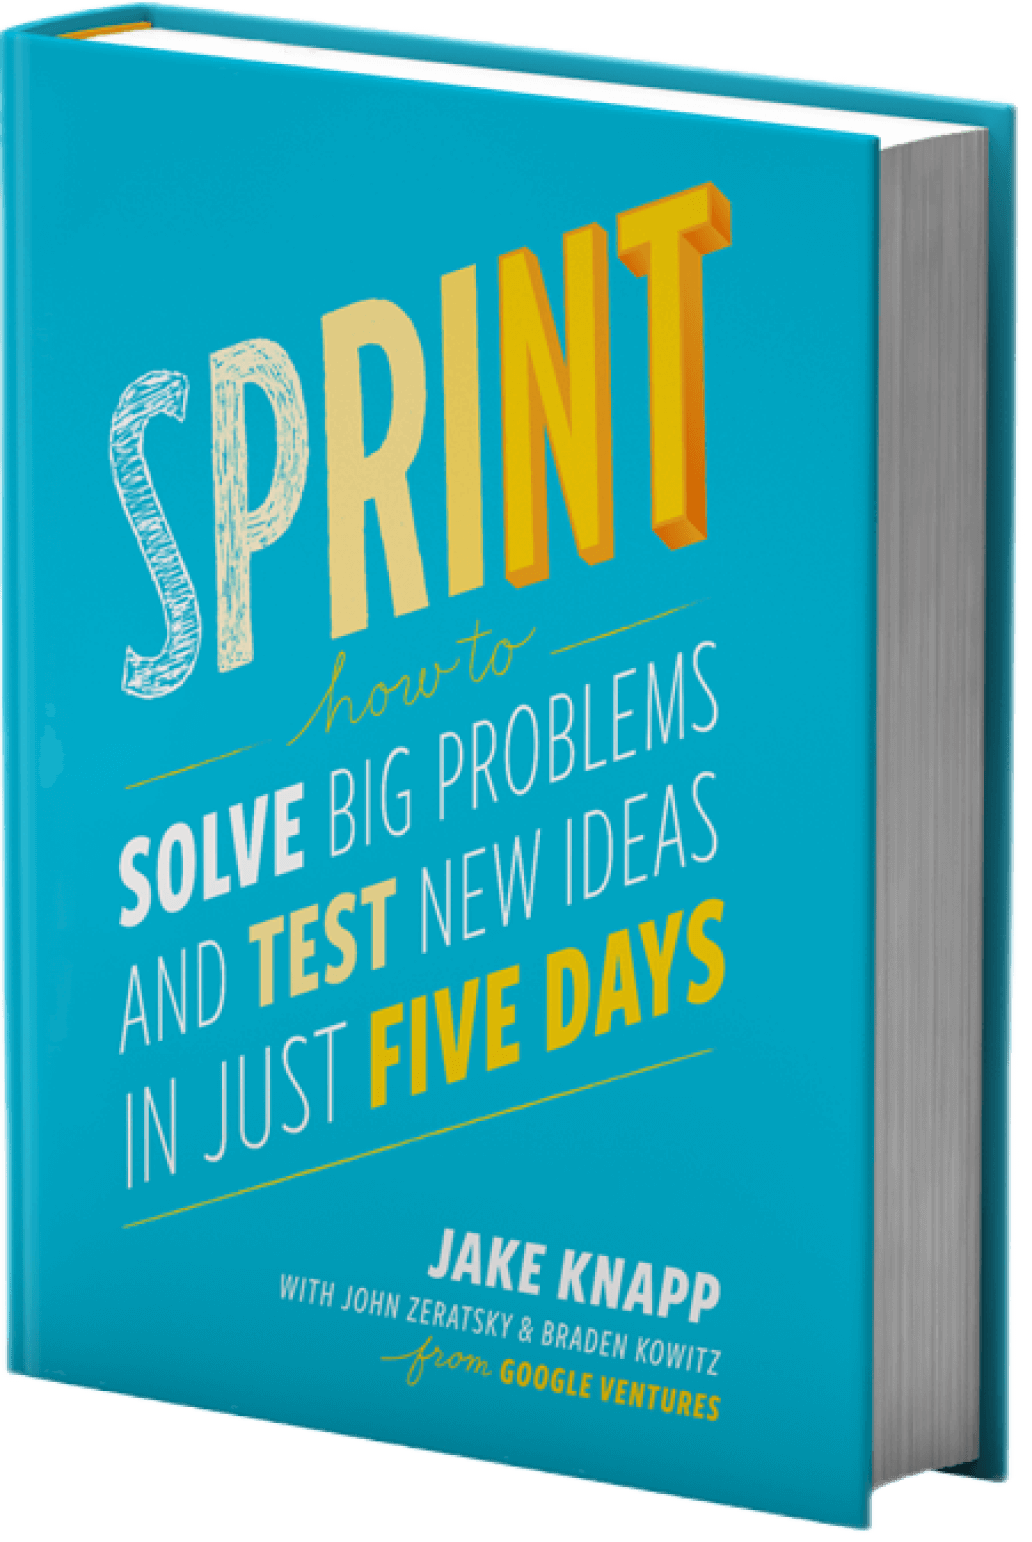 SPRINT
how to
SOLVE BIG PROBLEMS
AND TEST NEW IDEAS
IN JUST FIVE DAYS
JAKE KNAPP
WITH JOHN ZERATSKY & BRADEN KOWITZ
from GOOGLE VENTURES